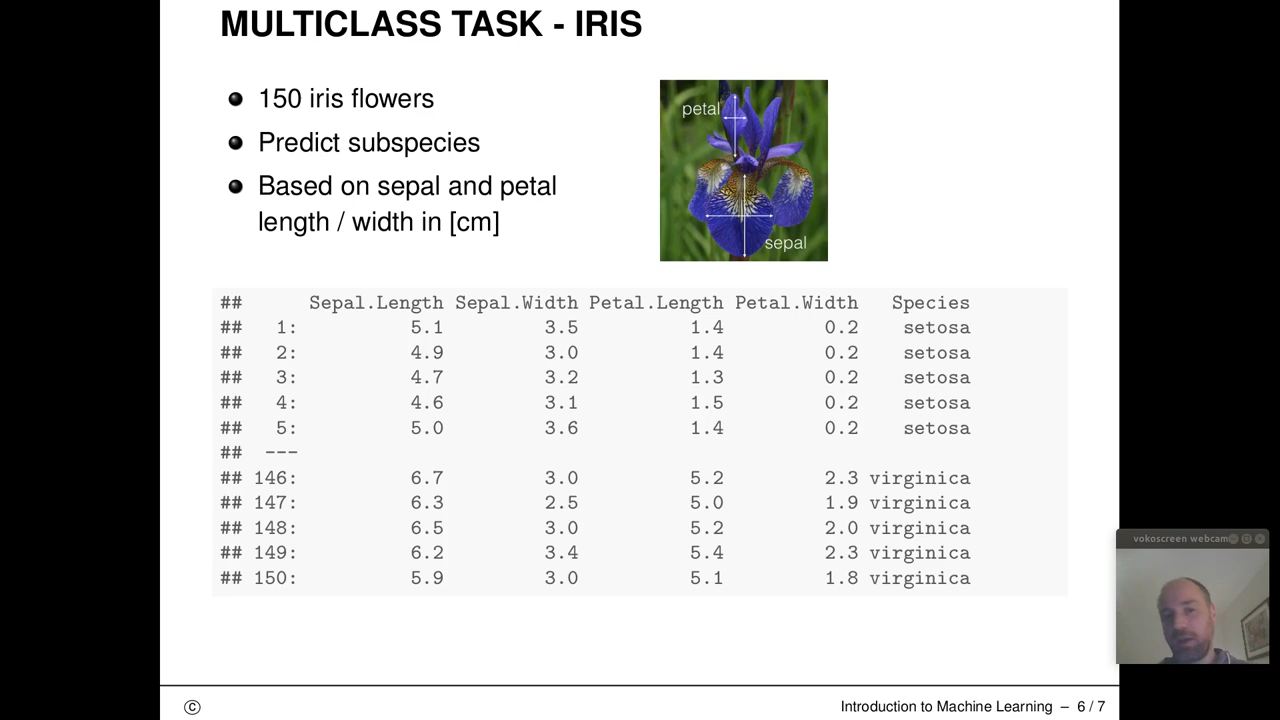 MULTICLASS TASK - IRIS
150 iris flowers
Predict subspecies
Based on sepal and petal
length / width in [cm]
petal
sepal
## Sepal.Length Sepal.Width Petal.Length Petal.Width Species
## 1: 5.1 3.5 1.4 0.2 setosa
## 2: 4.9 3.0 1.4 0.2 setosa
## 3: 4.7 3.2 1.3 0.2 setosa
## 4: 4.6 3.1 1.5 0.2 setosa
## 5: 5.0 3.6 1.4 0.2 setosa
## ---
## 146: 6.7 3.0 5.2 2.3 virginica
## 147: 6.3 2.5 5.0 1.9 virginica
## 148: 6.5 3.0 5.2 2.0 virginica
## 149: 6.2 3.4 5.4 2.3 virginica
## 150: 5.9 3.0 5.1 1.8 virginica
vokoscreen webcam
© Introduction to Machine Learning – 6 / 7